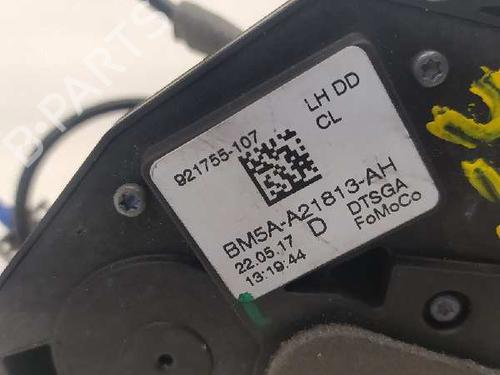 LH DD
921755-107
CL
BM5A-A21813-AH
22.05.17 D DTSGA
13:19:44 FoMoCo
B-PARTS